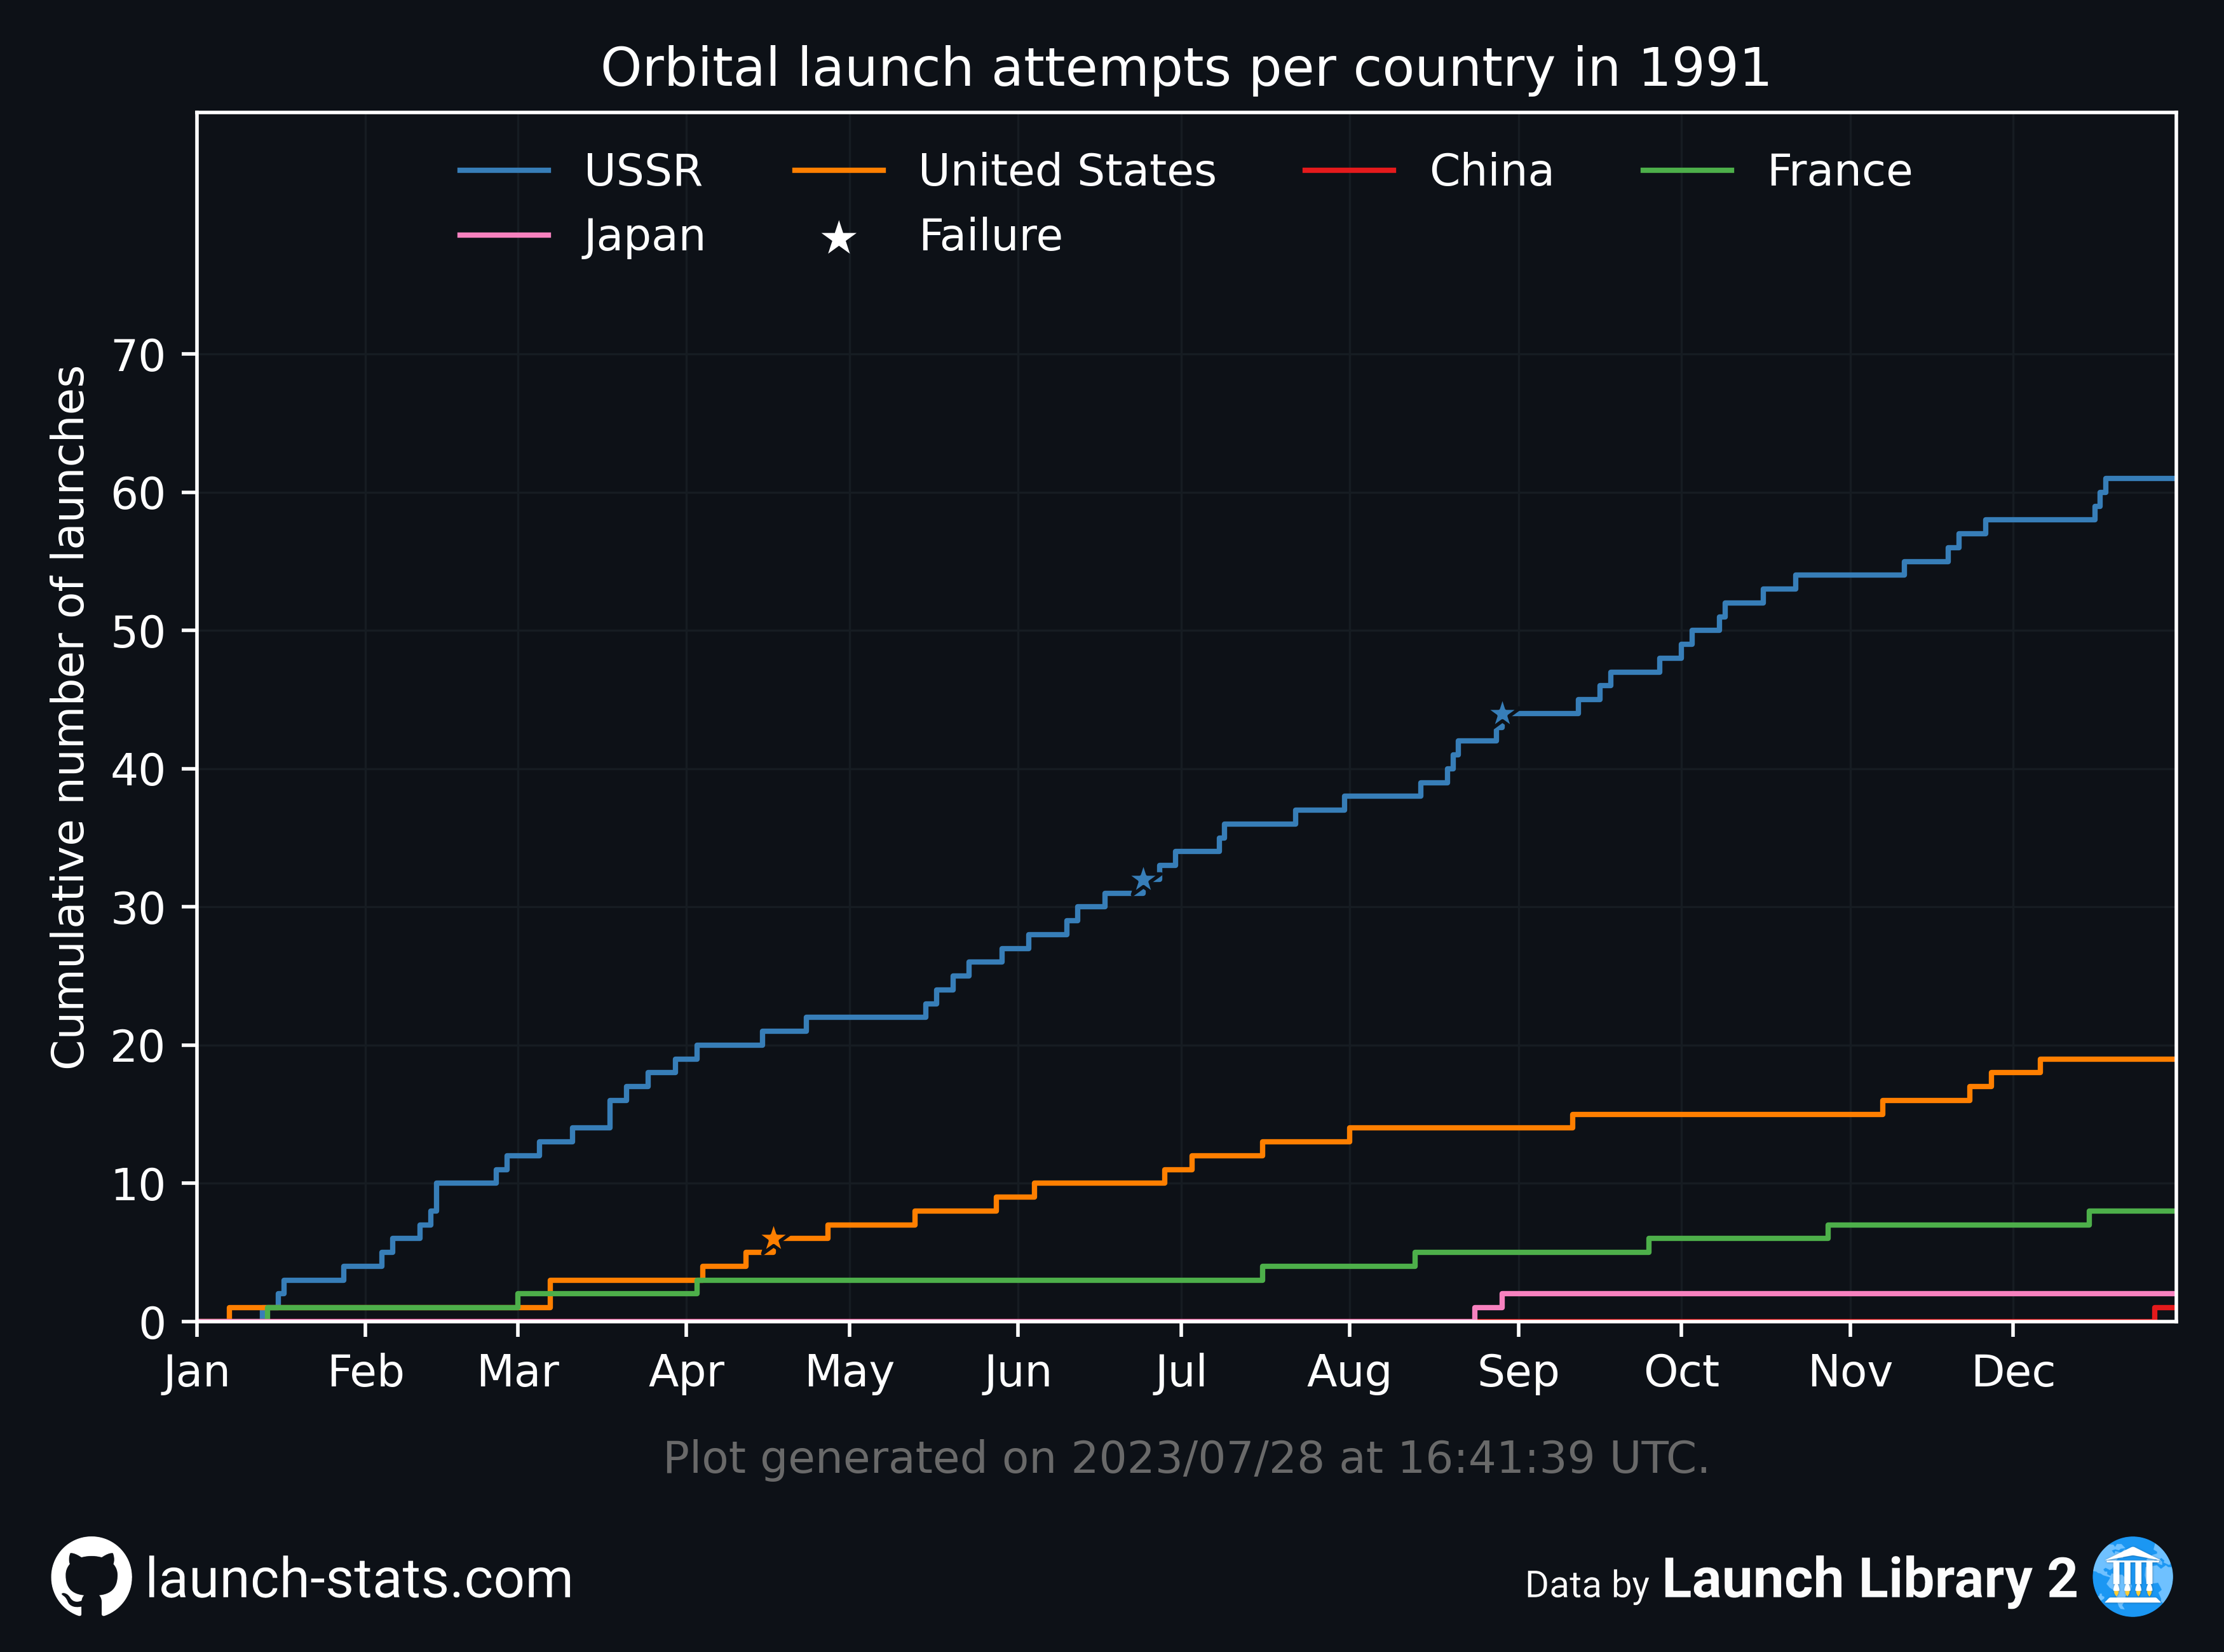 Orbital launch attempts per country in 1991
USSR United States China France
Japan Failure
Cumulative number of launches
70
60
50
40
30
20
10
0
Jan Feb Mar Apr May Jun Jul Aug Sep Oct Nov Dec
Plot generated on 2023/07/28 at 16:41:39 UTC.
launch-stats.com
Data by Launch Library 2